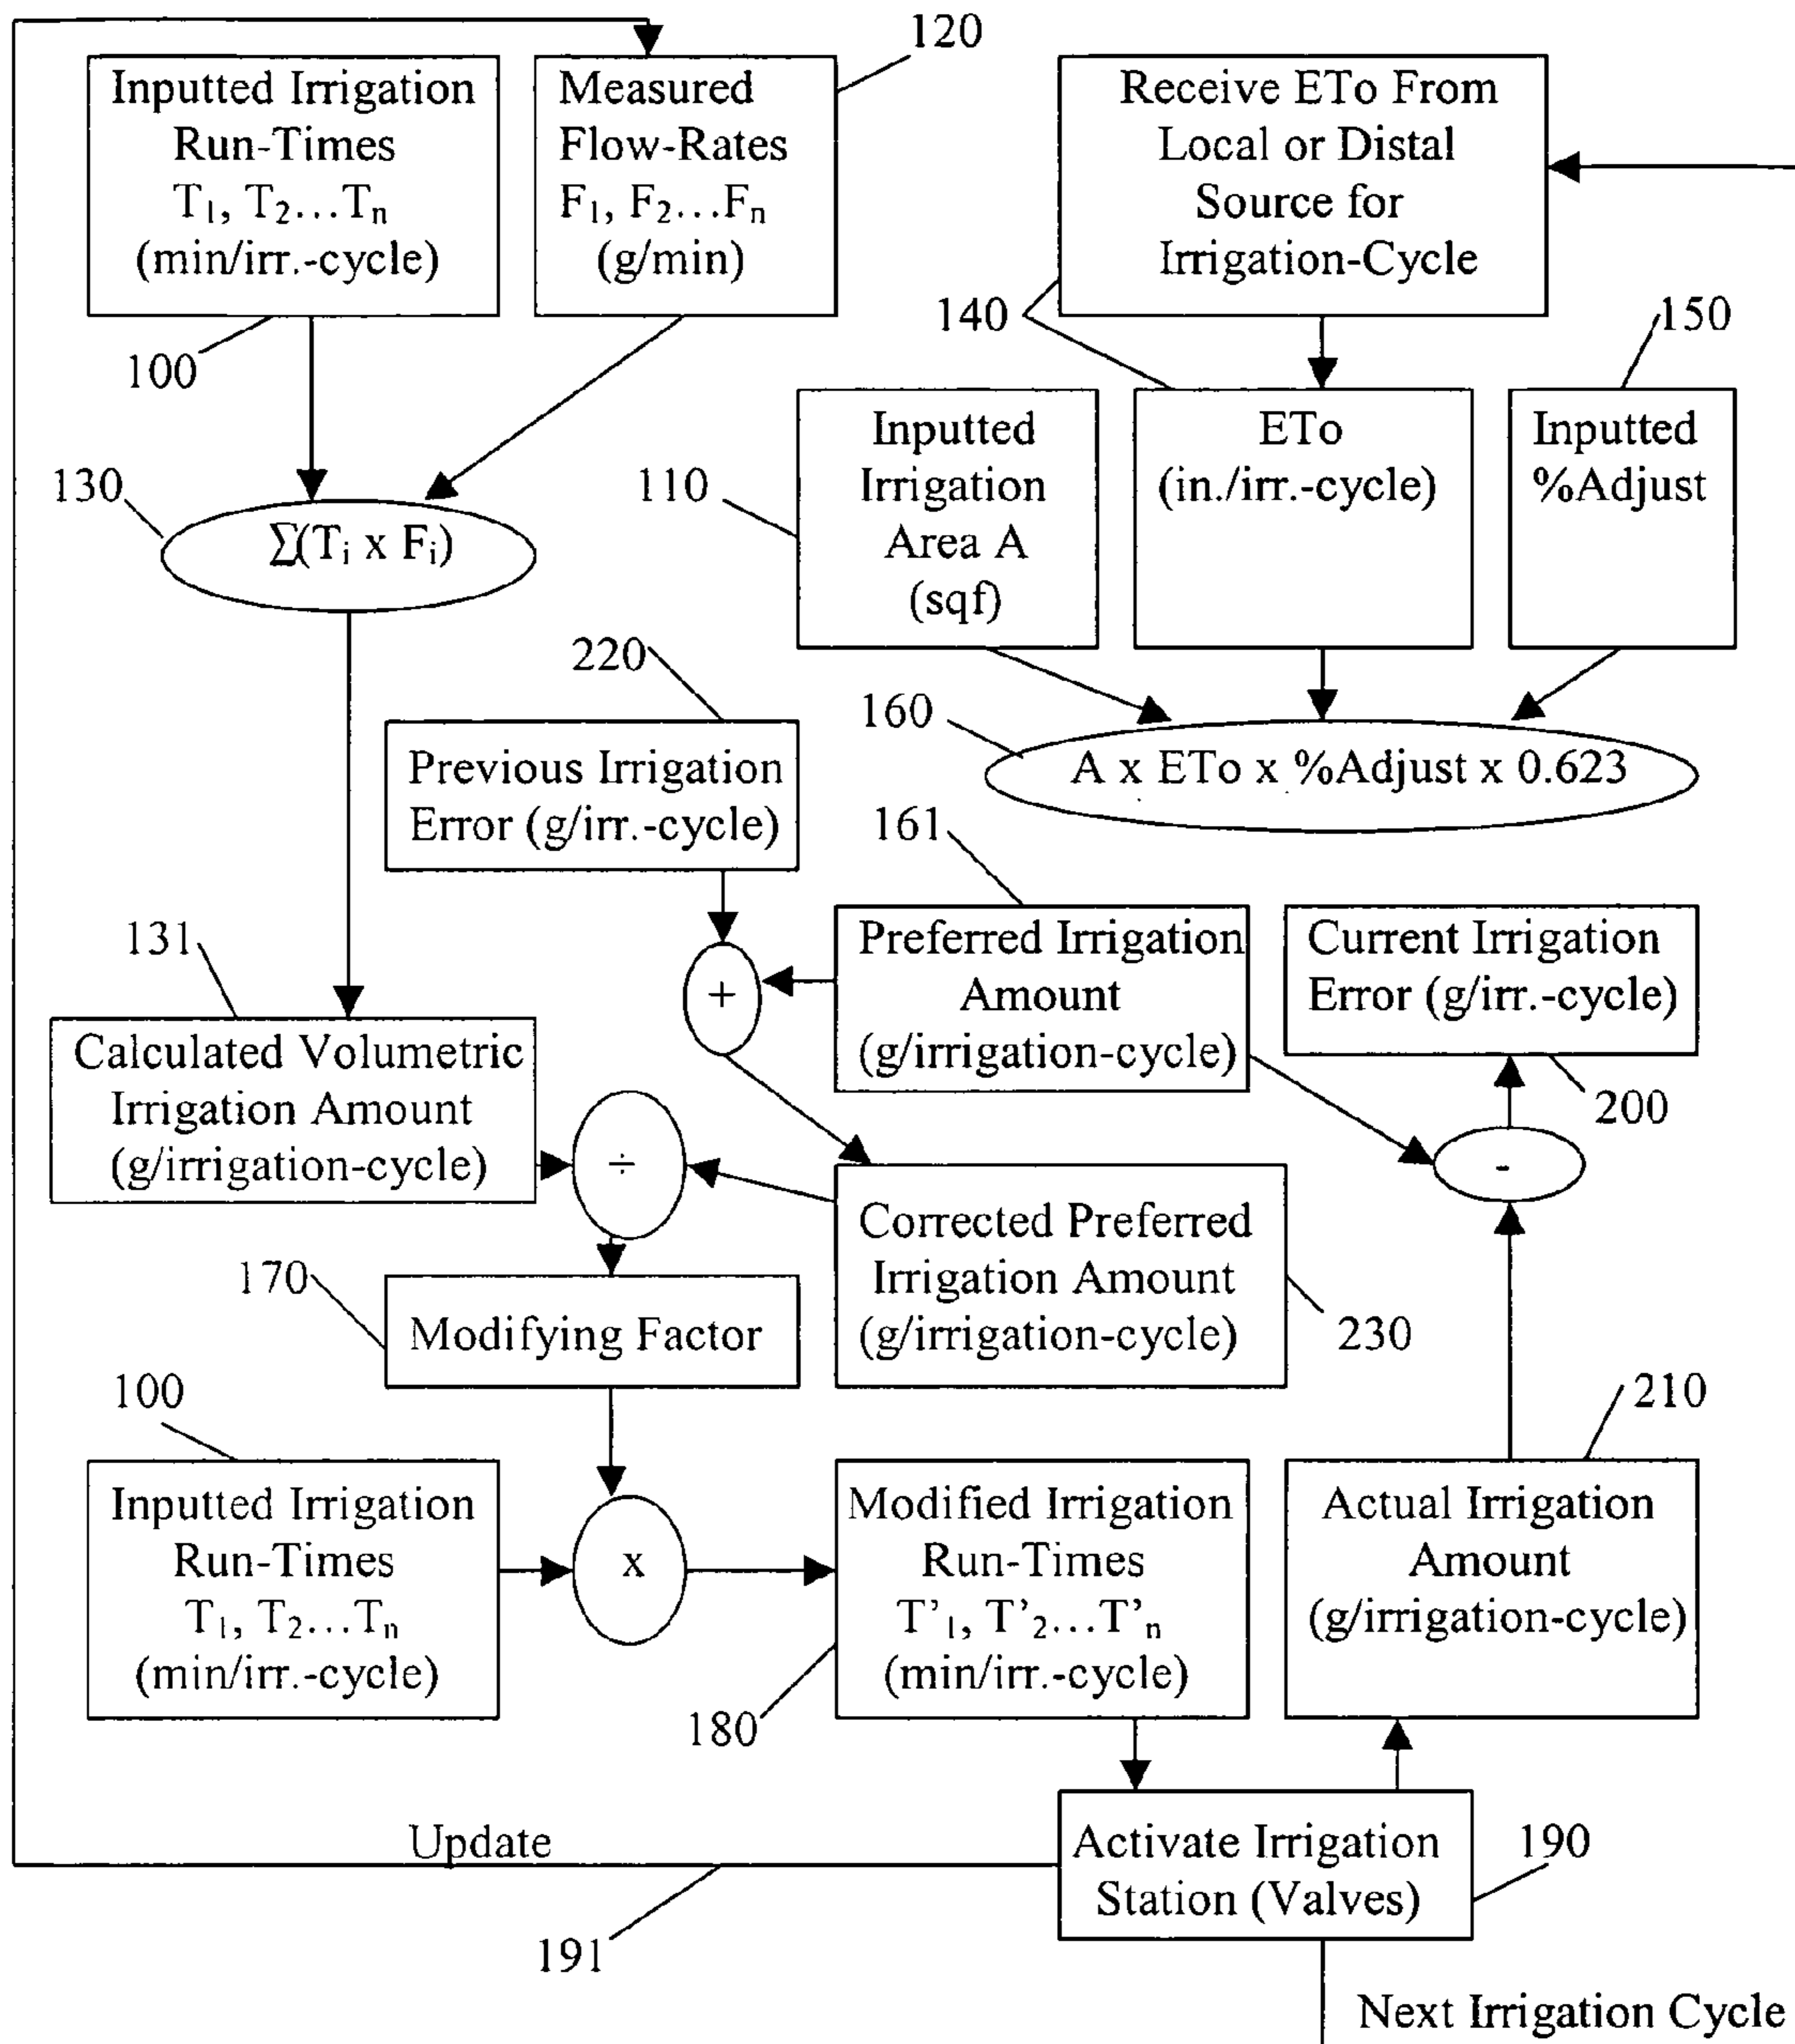 120
Inputted Irrigation
Run-Times
T₁, T₂...Tₙ
(min/irr.-cycle)
Measured
Flow-Rates
F₁, F₂...Fₙ
(g/min)
Receive ETo From
Local or Distal
Source for
Irrigation-Cycle
100
140
150
Inputted
Irrigation
Area A
(sqf)
ETo
(in./irr.-cycle)
Inputted
%Adjust
130
110
∑(Tᵢ x Fᵢ)
220
160
A x ETo x %Adjust x 0.623
Previous Irrigation
Error (g/irr.-cycle)
161
131
Preferred Irrigation
Amount
(g/irrigation-cycle)
Current Irrigation
Error (g/irr.-cycle)
+
Calculated Volumetric
Irrigation Amount
(g/irrigation-cycle)
÷
200
-
Corrected Preferred
Irrigation Amount
(g/irrigation-cycle)
170
Modifying Factor
230
100
210
Inputted Irrigation
Run-Times
T₁, T₂...Tₙ
(min/irr.-cycle)
x
Modified Irrigation
Run-Times
T'₁, T'₂...T'ₙ
(min/irr.-cycle)
Actual Irrigation
Amount
(g/irrigation-cycle)
180
Update
Activate Irrigation
Station (Valves)
190
191
Next Irrigation Cycle